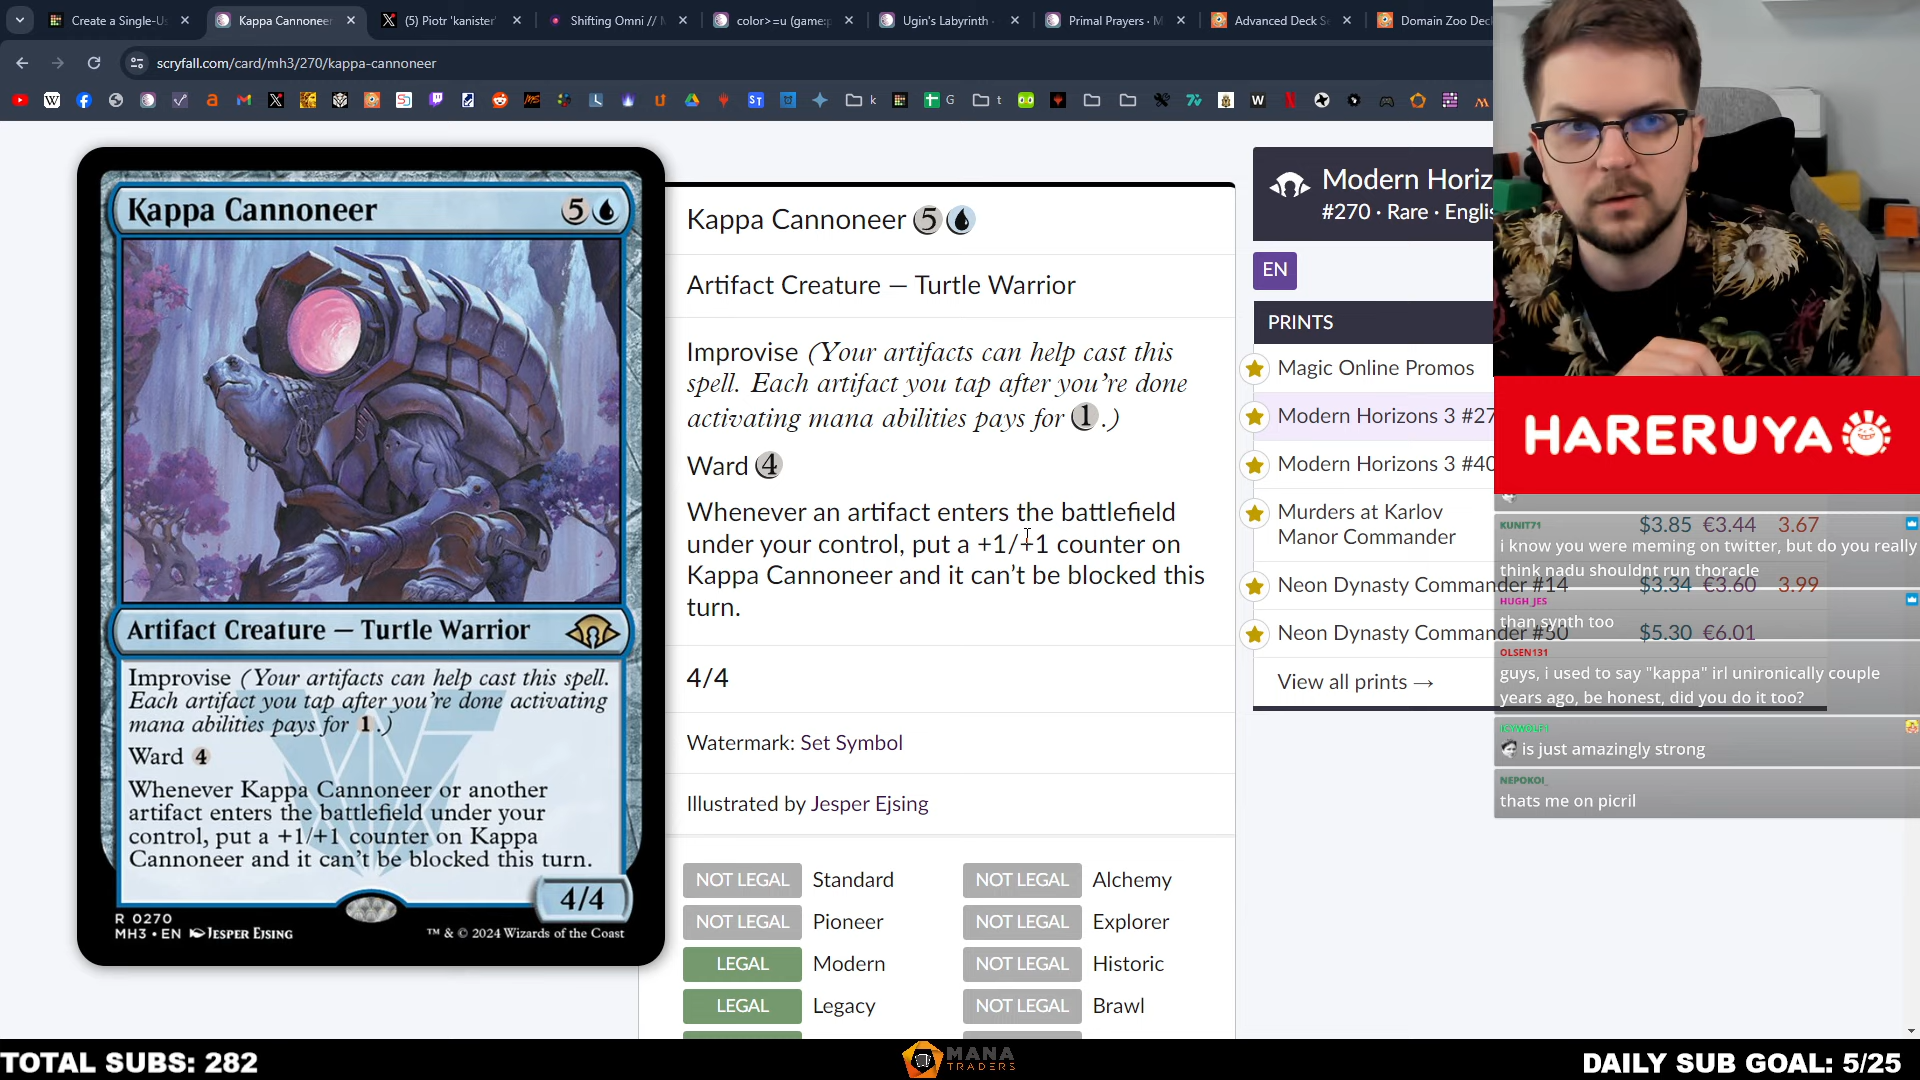 Create a Single-Us
Kappa Cannoneer
(5) Piotr 'kanister'
Shifting Omni //
color>=u (game:p
Ugin's Labyrinth ·
Primal Prayers · M
Advanced Deck Se
Domain Zoo Dec
scryfall.com/card/mh3/270/kappa-cannoneer
Kappa Cannoneer 5
Artifact Creature — Turtle Warrior
Improvise (Your artifacts can help cast this
spell. Each artifact you tap after you're done activating
mana abilities pays for 1.)
Ward 4
Whenever Kappa Cannoneer or another
artifact enters the battlefield under your
control, put a +1/+1 counter on Kappa
Cannoneer and it can't be blocked this turn.
4/4
R 0270
MH3 • EN JESPER EJSING
™ & © 2024 Wizards of the Coast
Kappa Cannoneer 5
Artifact Creature — Turtle Warrior
Improvise (Your artifacts can help cast this
spell. Each artifact you tap after you're done
activating mana abilities pays for 1.)
Ward 4
Whenever an artifact enters the battlefield
under your control, put a +1/+1 counter on
Kappa Cannoneer and it can't be blocked this
turn.
4/4
Watermark: Set Symbol
Illustrated by Jesper Ejsing
NOT LEGAL Standard NOT LEGAL Alchemy
NOT LEGAL Pioneer NOT LEGAL Explorer
LEGAL Modern NOT LEGAL Historic
LEGAL Legacy NOT LEGAL Brawl
Modern Horiz
#270 · Rare · Englis
EN
PRINTS
Magic Online Promos
Modern Horizons 3 #27
Modern Horizons 3 #40
Murders at Karlov
Manor Commander
$3.85 €3.44 3.67
Neon Dynasty Commander #14 $3.34 €3.60 3.99
Neon Dynasty Commander #50 $5.30 €6.01
View all prints →
HARERUYA
KUNIT71
i know you were meming on twitter, but do you really
think nadu shouldnt run thoracle
HUGH_JES
than synth too
OLSEN131
guys, i used to say "kappa" irl unironically couple
years ago, be honest, did you do it too?
is just amazingly strong
NEPOKOI_
thats me on picril
TOTAL SUBS: 282
MANA
TRADERS
DAILY SUB GOAL: 5/25